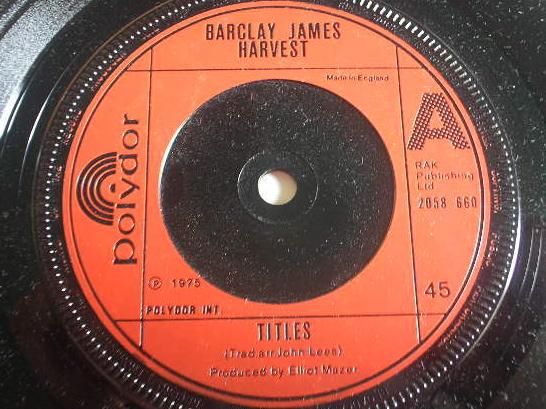 BARCLAY JAMES
HARVEST
Made in England
A
polydor
RAK
Publishing
Ltd
2058 660
℗ 1975
45
POLYDOR INT.
TITLES
(Trad arr John Lees)
Produced by Elliot Mazer